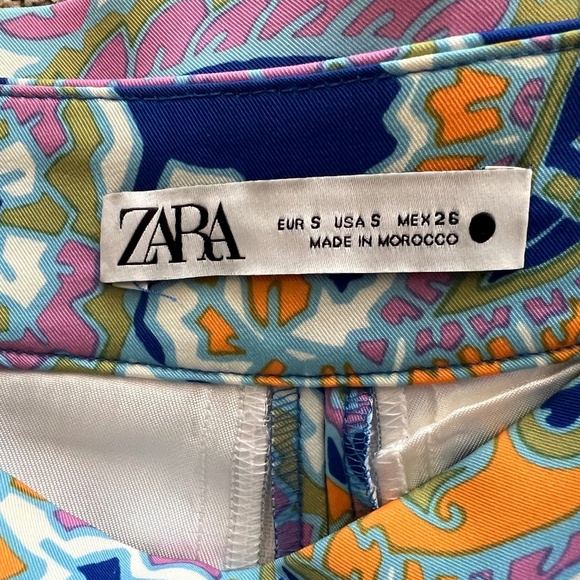 ZARA
EUR S USA S MEX 26
MADE IN MOROCCO